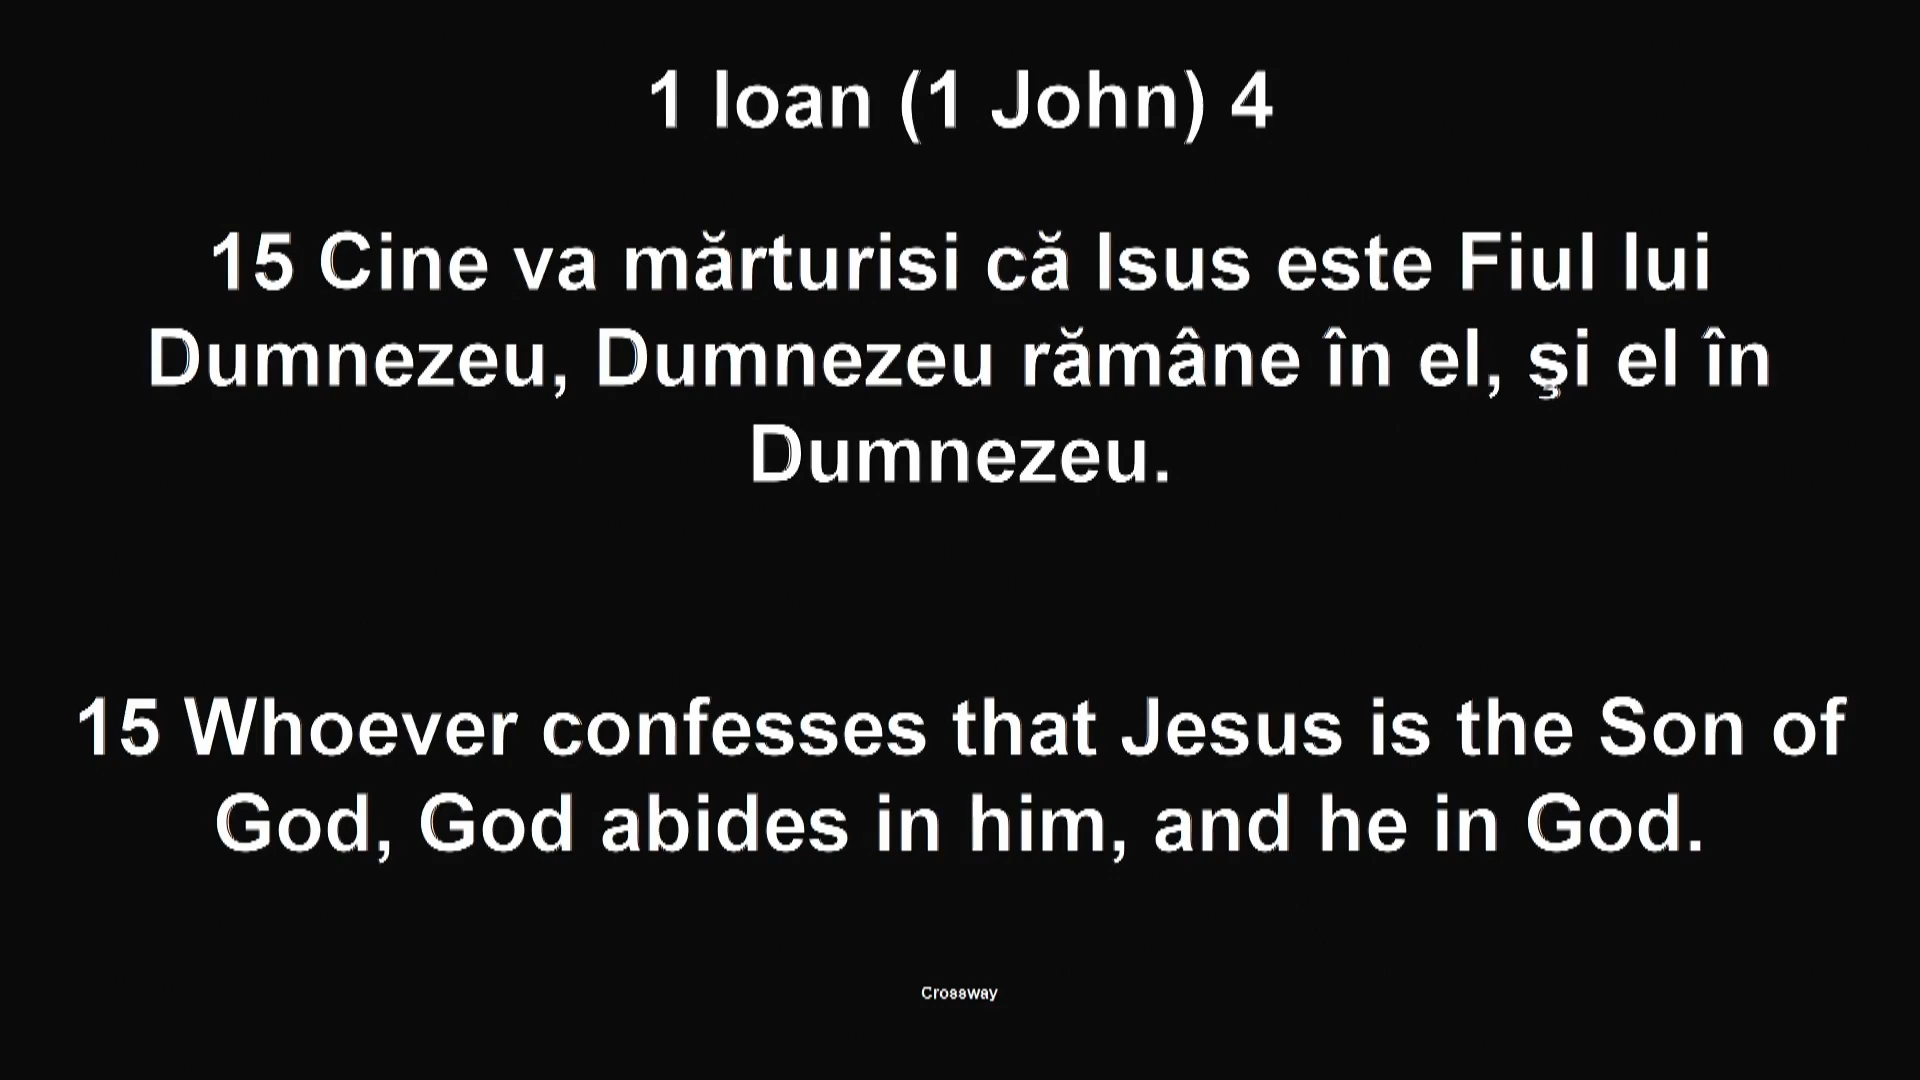 1 Ioan (1 John) 4
15 Cine va mărturisi că Isus este Fiul lui
Dumnezeu, Dumnezeu rămâne în el, şi el în
Dumnezeu.
15 Whoever confesses that Jesus is the Son of
God, God abides in him, and he in God.
Crossway